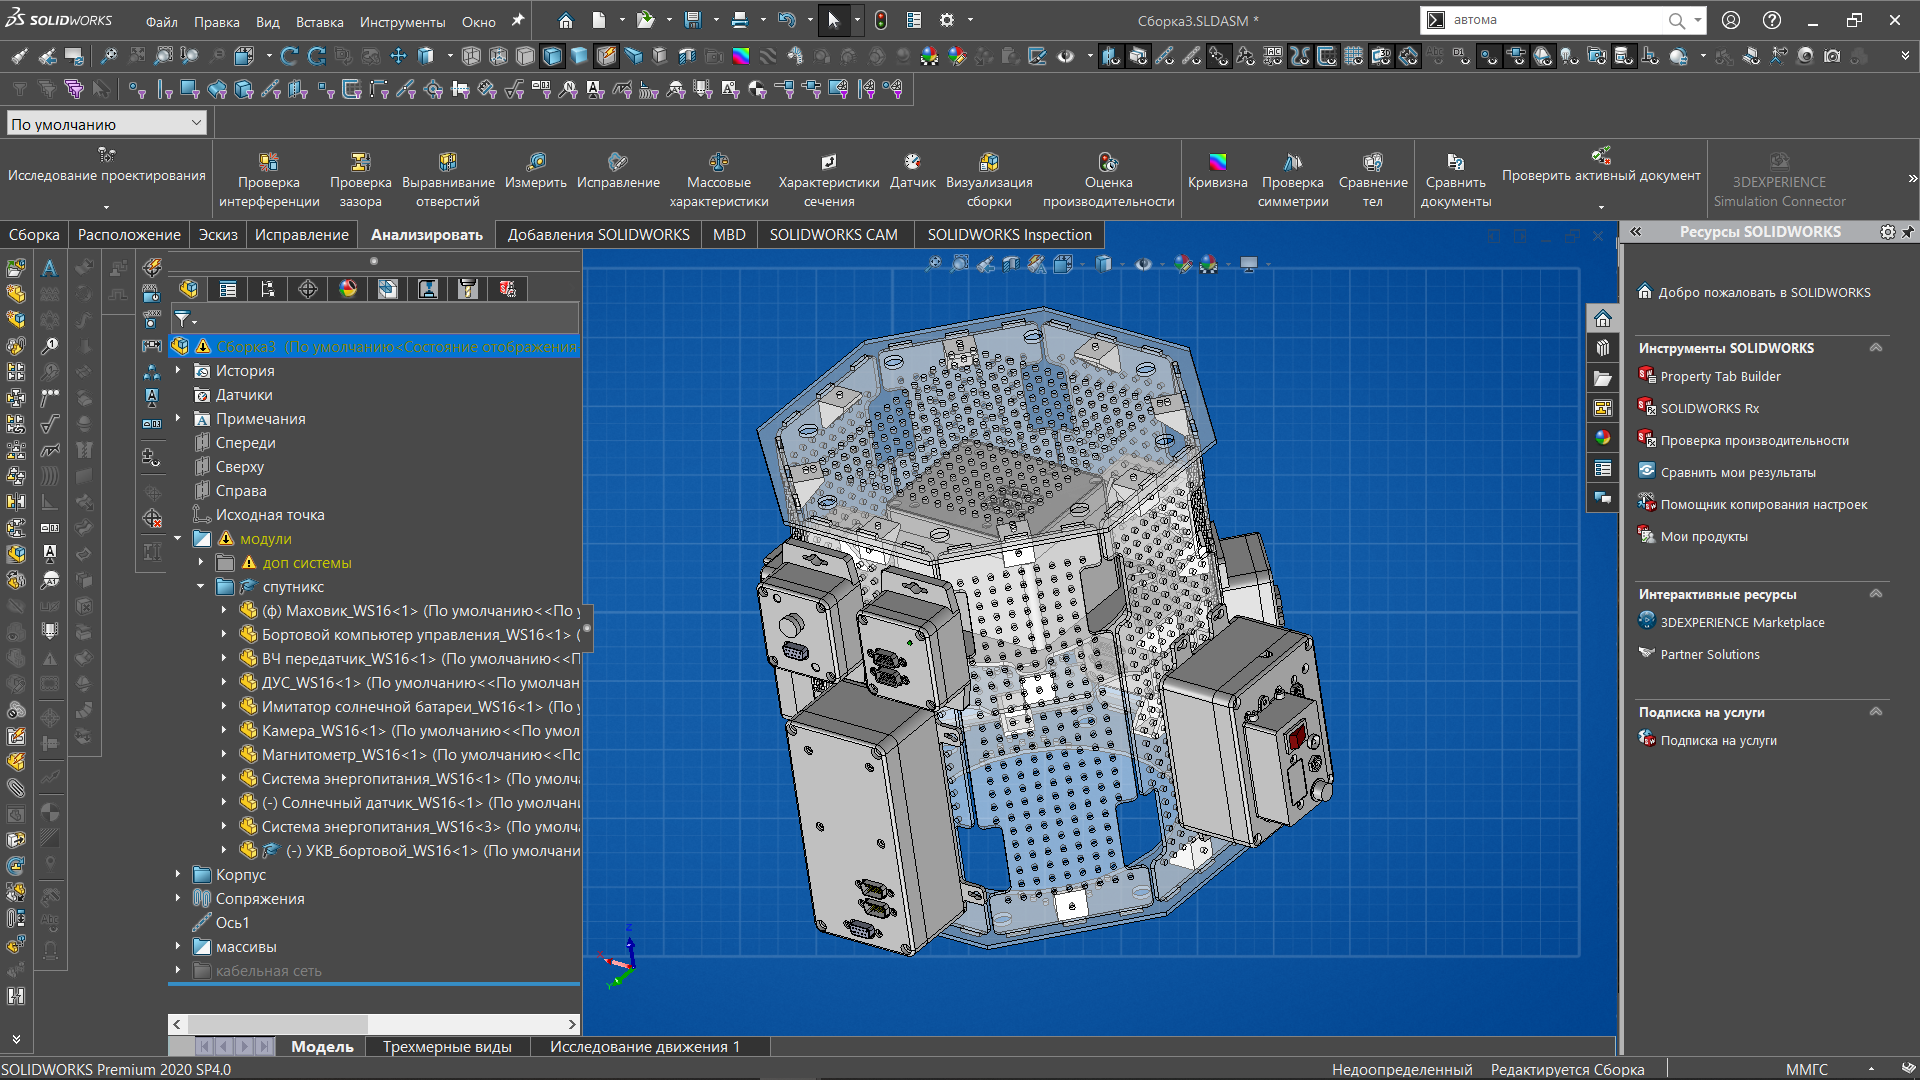 SOLIDWORKS
Файл Правка Вид Вставка Инструменты Окно
Сборка3.SLDASM *
автома
По умолчанию
Исследование проектирования
Проверка интерференции
Проверка зазора
Выравнивание отверстий
Измерить
Исправление
Массовые характеристики
Характеристики сечения
Датчик
Визуализация сборки
Оценка производительности
Кривизна
Проверка симметрии
Сравнение тел
Сравнить документы
Проверить активный документ
3DEXPERIENCE Simulation Connector
Сборка Расположение Эскиз Исправление Анализировать Добавления SOLIDWORKS MBD SOLIDWORKS CAM SOLIDWORKS Inspection
Сборка3 (По умолчанию<Состояние отображения
История
Датчики
Примечания
Спереди
Сверху
Справа
Исходная точка
модули
доп системы
спутникс
(ф) Маховик_WS16<1> (По умолчанию<<По у
Бортовой компьютер управления_WS16<1> (
ВЧ передатчик_WS16<1> (По умолчанию<<П
ДУС_WS16<1> (По умолчанию<<По умолчан
Имитатор солнечной батареи_WS16<1> (По у
Камера_WS16<1> (По умолчанию<<По умол
Магнитометр_WS16<1> (По умолчанию<<По
Система энергопитания_WS16<1> (По умолч
(-) Солнечный датчик_WS16<1> (По умолчани
Система энергопитания_WS16<3> (По умолч
(-) УКВ_бортовой_WS16<1> (По умолчани
Корпус
Сопряжения
Ось1
массивы
кабельная сеть
Z
Y
Ресурсы SOLIDWORKS
Добро пожаловать в SOLIDWORKS
Инструменты SOLIDWORKS
Property Tab Builder
SOLIDWORKS Rx
Проверка производительности
Сравнить мои результаты
Помощник копирования настроек
Мои продукты
Интерактивные ресурсы
3DEXPERIENCE Marketplace
Partner Solutions
Подписка на услуги
Подписка на услуги
Модель Трехмерные виды Исследование движения 1
SOLIDWORKS Premium 2020 SP4.0
Недоопределенный Редактируется Сборка ММГС